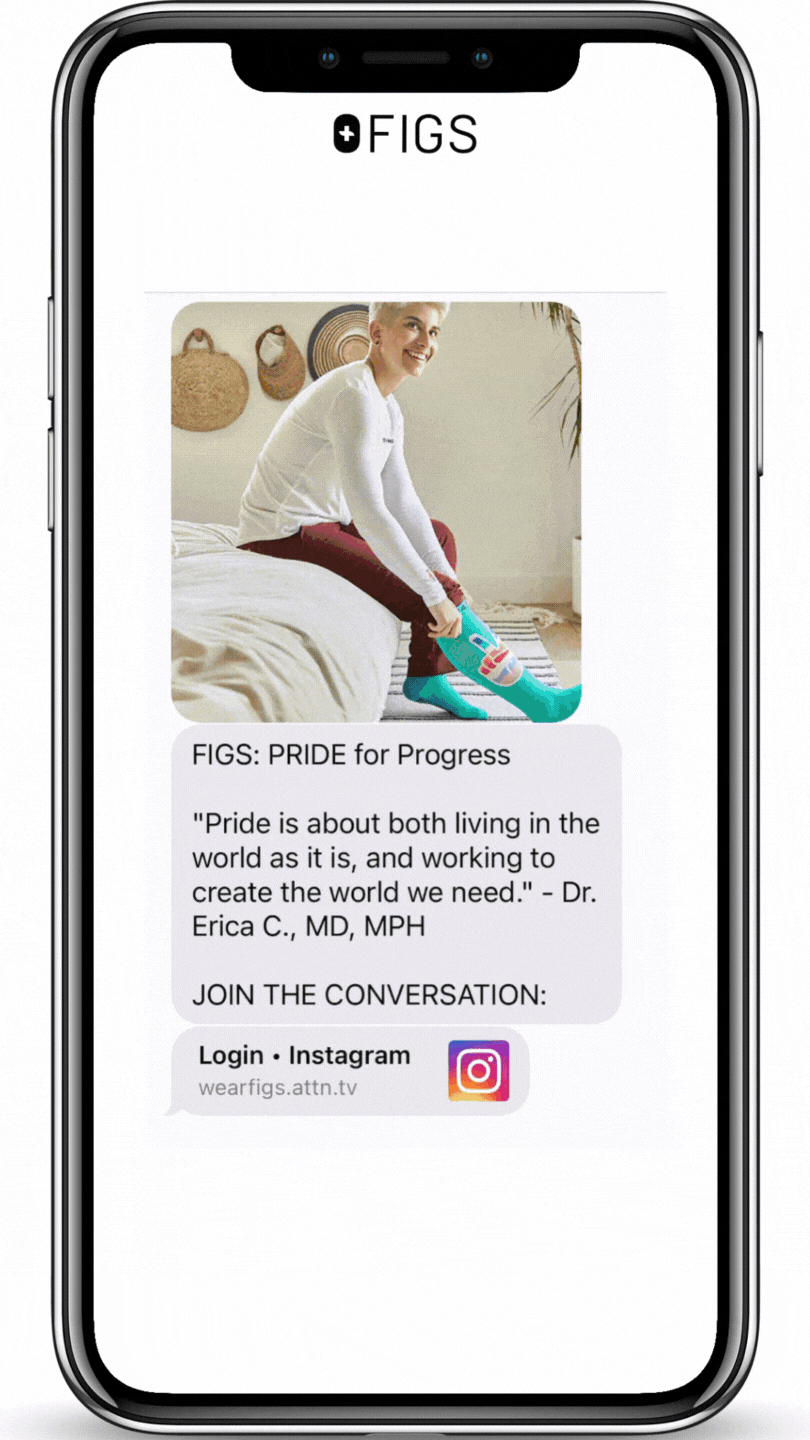 FIGS
FIGS: PRIDE for Progress
"Pride is about both living in the
world as it is, and working to
create the world we need." - Dr.
Erica C., MD, MPH
JOIN THE CONVERSATION:
Login • Instagram
wearfigs.attn.tv